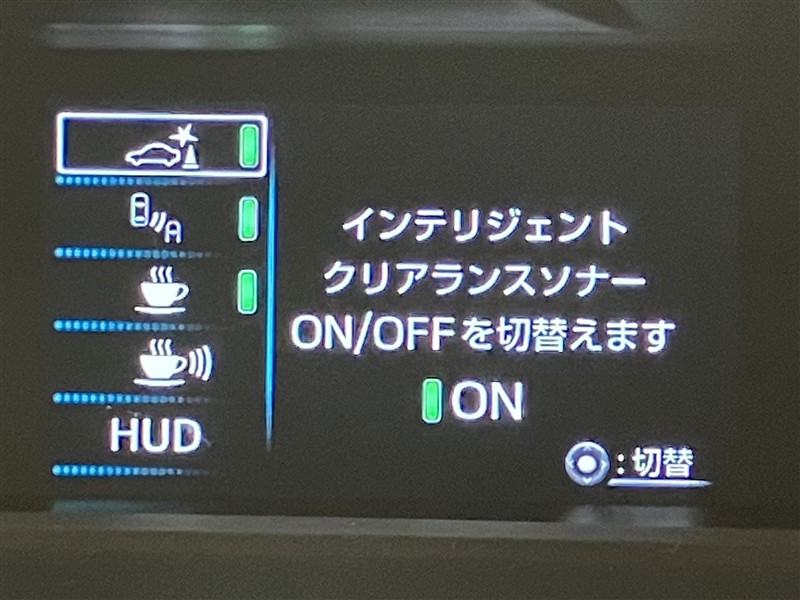 インテリジェント
クリアランスソナー
ON/OFFを切替えます
ON
HUD
:切替